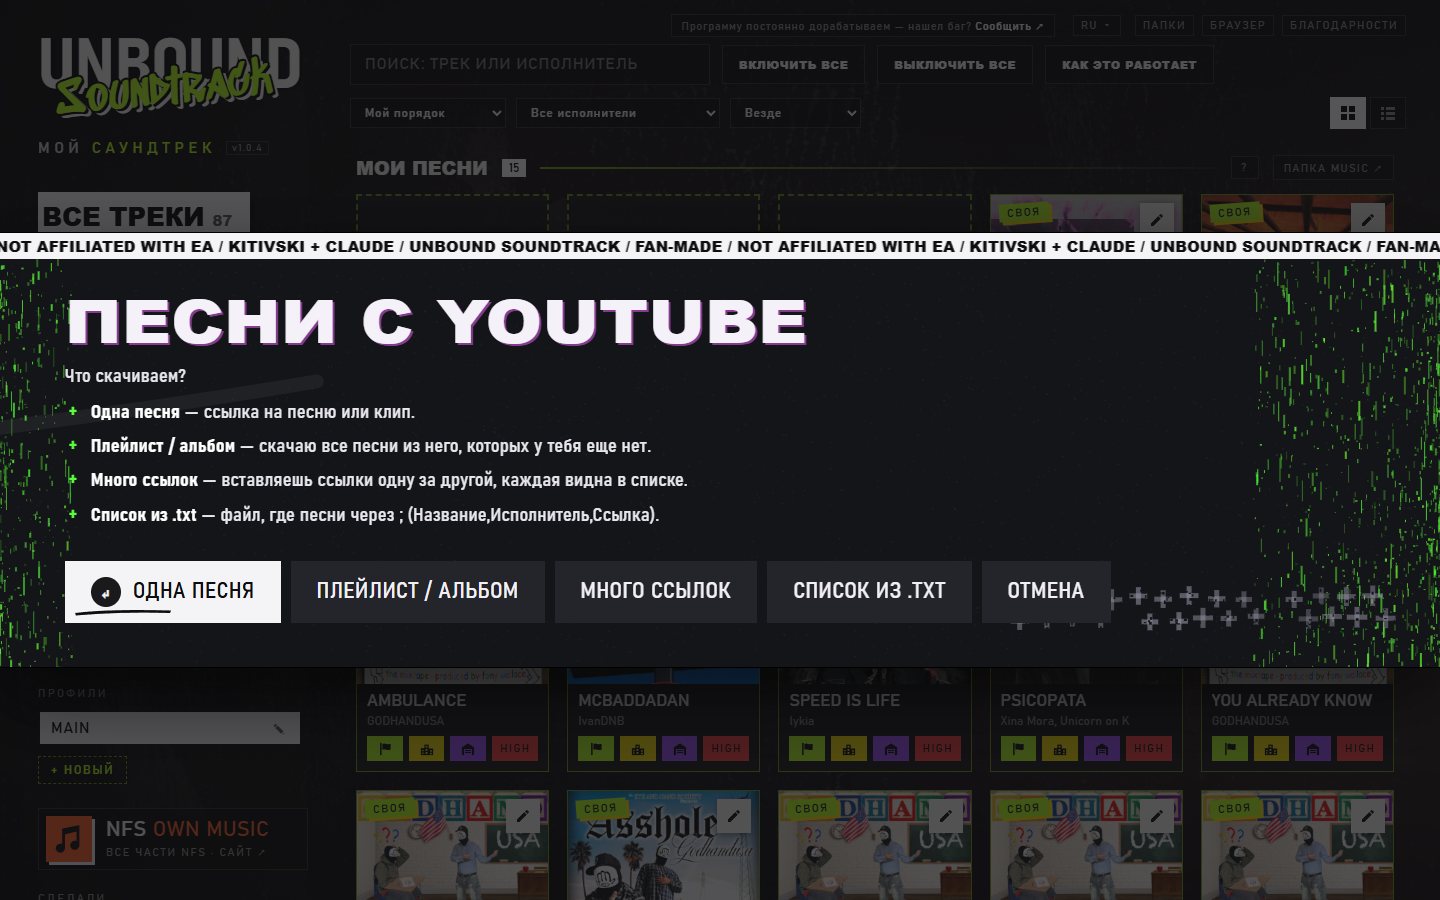 Программу постоянно дорабатываем — нашел баг? Сообщить ↗
RU
ПАПКИ
БРАУЗЕР
БЛАГОДАРНОСТИ
UNBOUND
SOUNDTRACK
ПОИСК: ТРЕК ИЛИ ИСПОЛНИТЕЛЬ
ВКЛЮЧИТЬ ВСЕ
ВЫКЛЮЧИТЬ ВСЕ
КАК ЭТО РАБОТАЕТ
Мой порядок
Все исполнители
Везде
МОЙ САУНДТРЕК v1.0.4
МОИ ПЕСНИ 15
?
ПАПКА MUSIC ↗
ВСЕ ТРЕКИ 87
СВОЯ
СВОЯ
NOT AFFILIATED WITH EA / KITIVSKI + CLAUDE / UNBOUND SOUNDTRACK / FAN-MADE / NOT AFFILIATED WITH EA / KITIVSKI + CLAUDE / UNBOUND SOUNDTRACK / FAN-MA
ПЕСНИ С YOUTUBE
Что скачиваем?
+ Одна песня — ссылка на песню или клип.
+ Плейлист / альбом — скачаю все песни из него, которых у тебя еще нет.
+ Много ссылок — вставляешь ссылки одну за другой, каждая видна в списке.
+ Список из .txt — файл, где песни через ; (Название,Исполнитель,Ссылка).
ОДНА ПЕСНЯ
ПЛЕЙЛИСТ / АЛЬБОМ
МНОГО ССЫЛОК
СПИСОК ИЗ .TXT
ОТМЕНА
ПРОФИЛИ
MAIN
+ НОВЫЙ
NFS OWN MUSIC
ВСЕ ЧАСТИ NFS · САЙТ ↗
СДЕЛАЛИ
AMBULANCE
GODHANDUSA
HIGH
MCBADDADAN
IvanDNB
HIGH
SPEED IS LIFE
lykia
HIGH
PSICOPATA
Xina Mora, Unicorn on K
HIGH
YOU ALREADY KNOW
GODHANDUSA
HIGH
СВОЯ
USA
СВОЯ
Asshole
Godhandusa
СВОЯ
USA
СВОЯ
USA
СВОЯ
USA